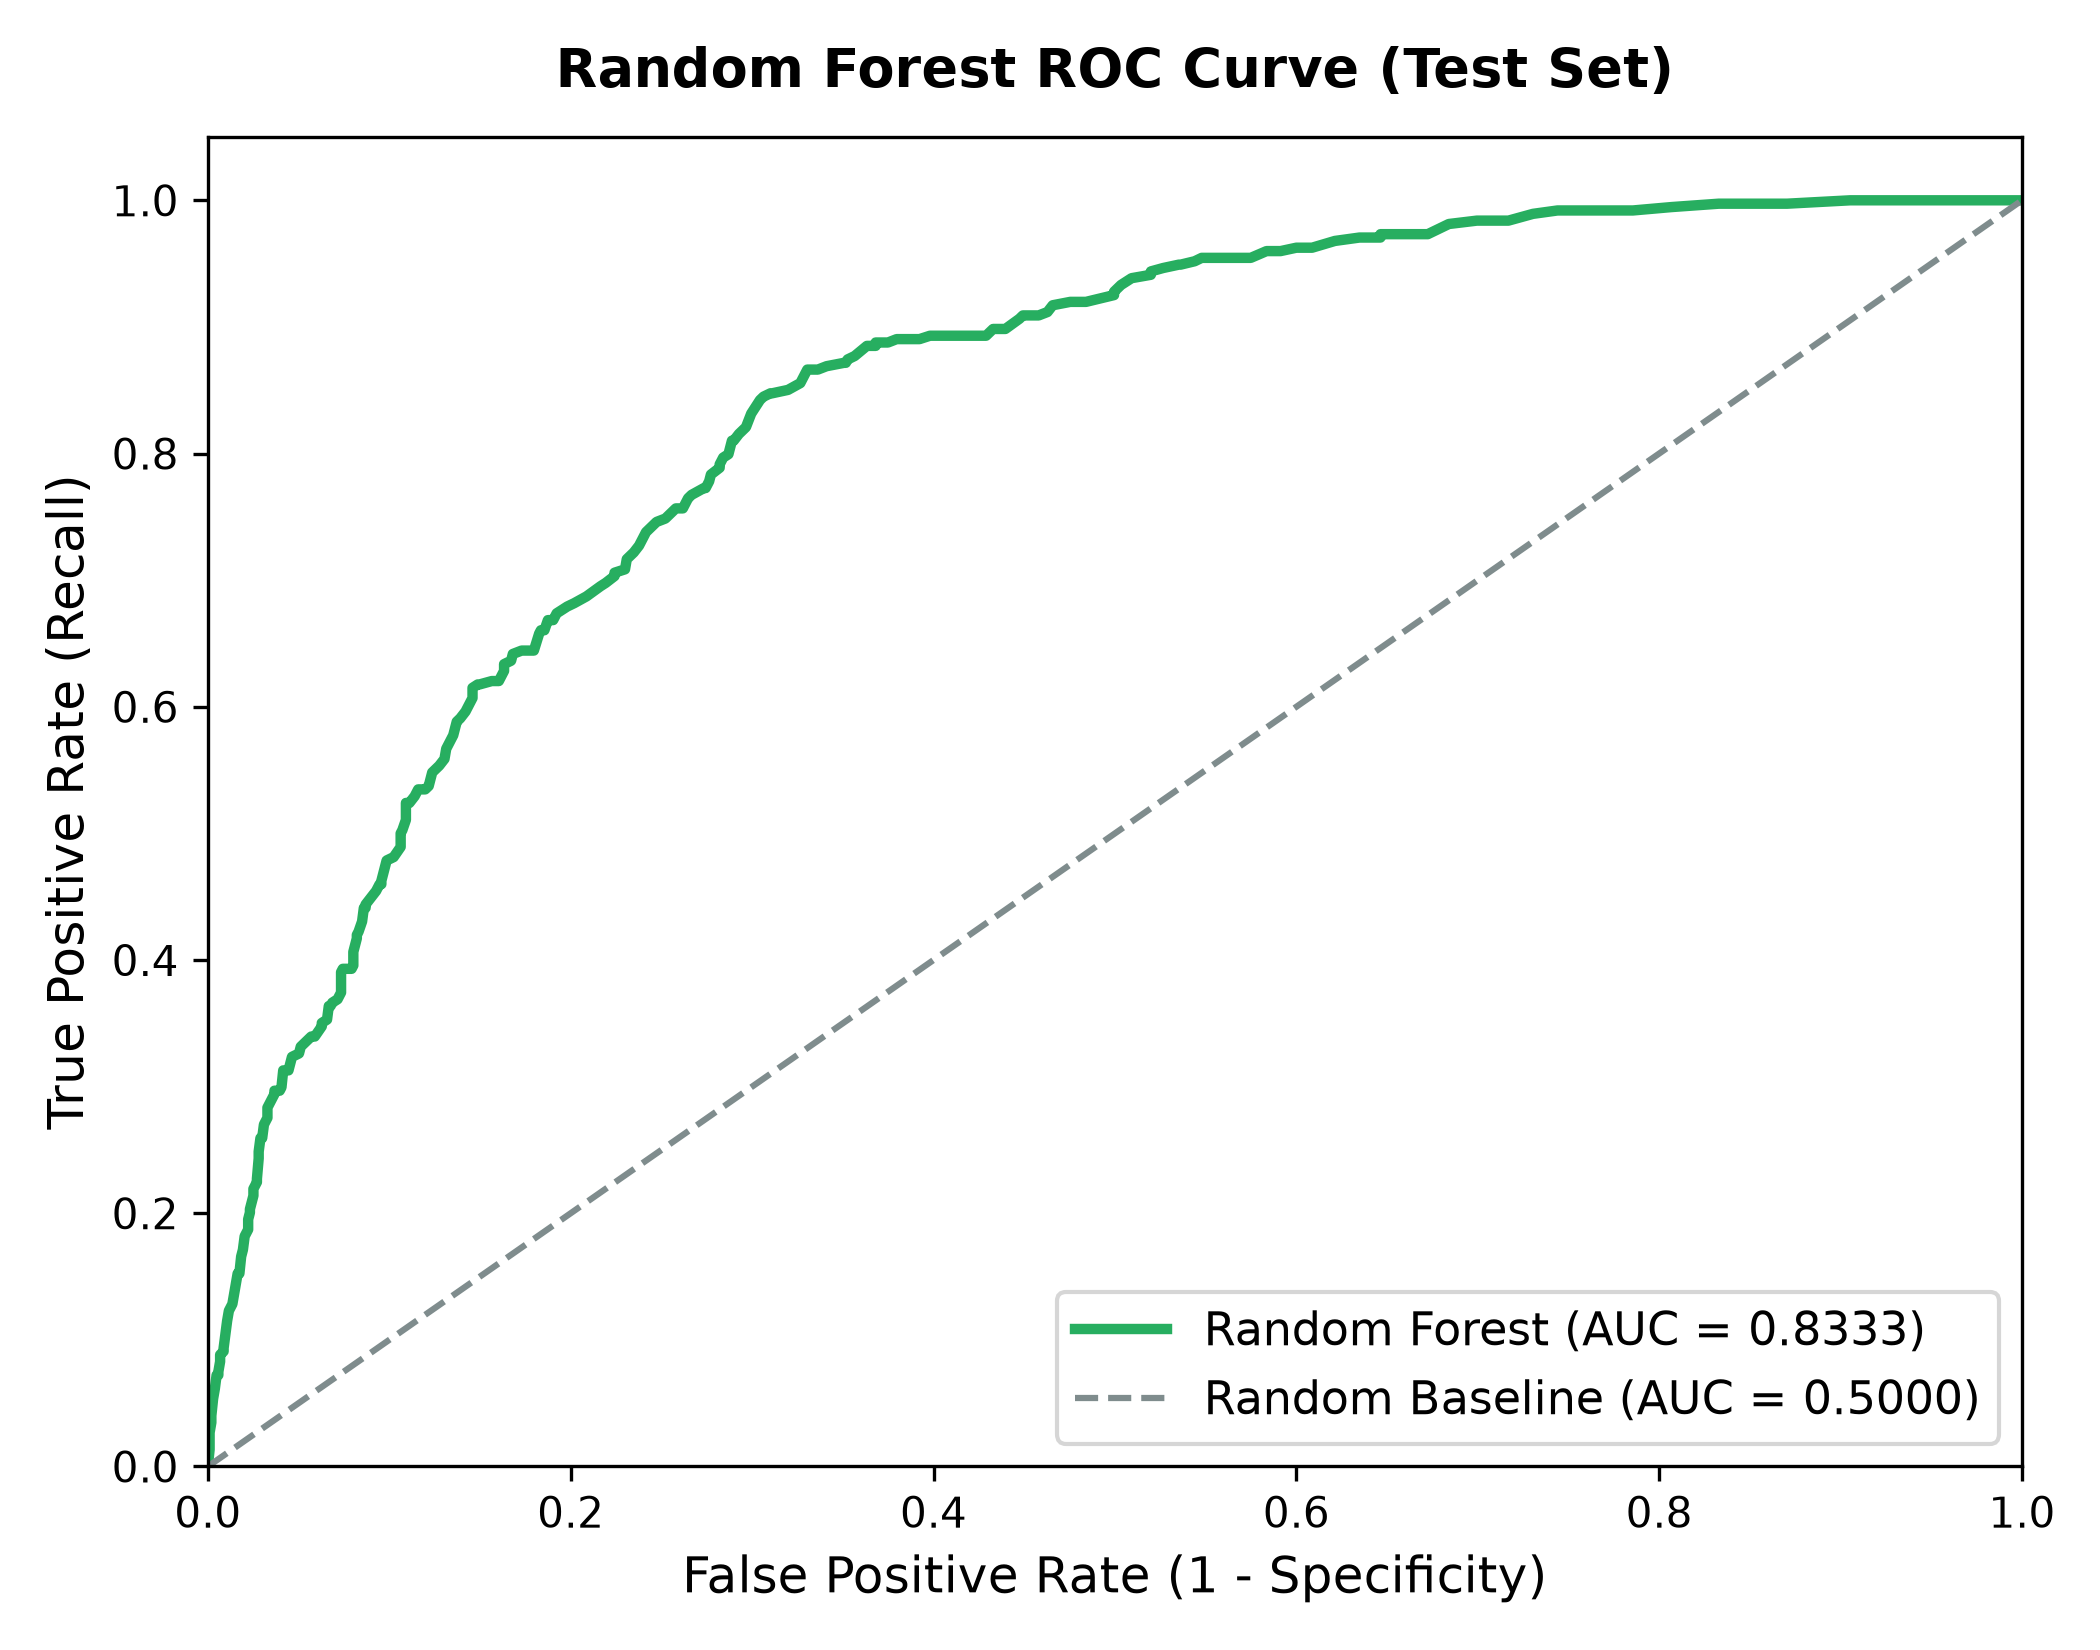 Random Forest ROC Curve (Test Set)
True Positive Rate (Recall)
1.0
0.8
0.6
0.4
0.2
0.0
Random Forest (AUC = 0.8333)
Random Baseline (AUC = 0.5000)
0.0 0.2 0.4 0.6 0.8 1.0
False Positive Rate (1 - Specificity)